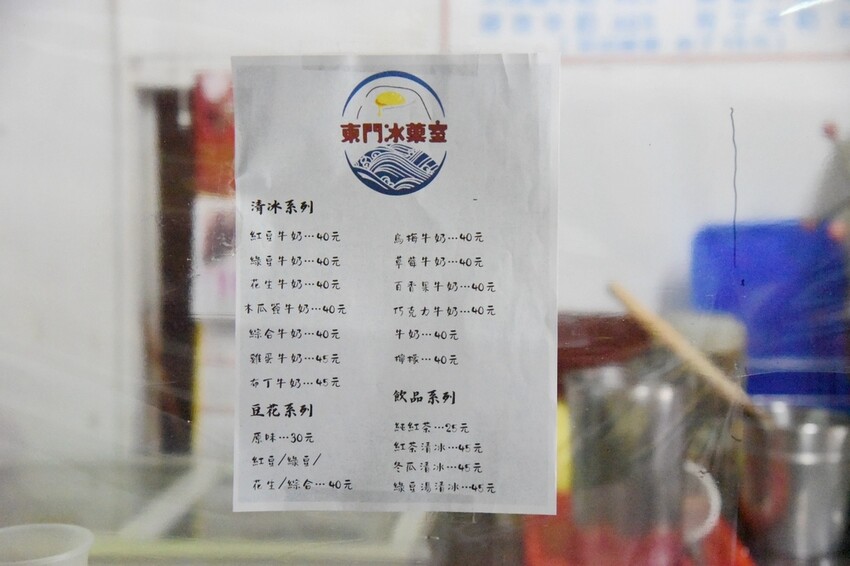 東門冰菓室
清冰系列
紅豆牛奶…40元
綠豆牛奶…40元
花生牛奶…40元
木瓜簽牛奶…40元
綜合牛奶…40元
雞蛋牛奶…45元
布丁牛奶…45元
豆花系列
原味…30元
紅豆/綠豆/
花生/綜合…40元
烏梅牛奶…40元
草莓牛奶…40元
百香果牛奶…40元
巧克力牛奶…40元
牛奶…40元
檸檬…40元
飲品系列
純紅茶…25元
紅茶清冰…45元
冬瓜清冰…45元
綠豆湯清冰…45元